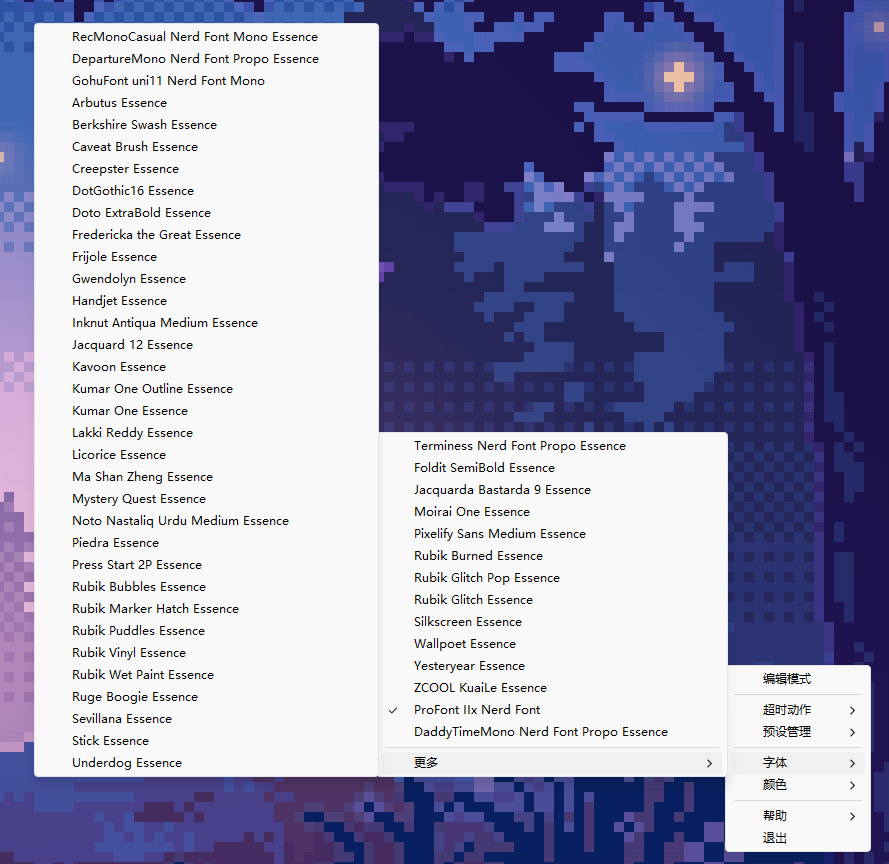 RecMonoCasual Nerd Font Mono Essence
DepartureMono Nerd Font Propo Essence
GohuFont uni11 Nerd Font Mono
Arbutus Essence
Berkshire Swash Essence
Caveat Brush Essence
Creepster Essence
DotGothic16 Essence
Doto ExtraBold Essence
Fredericka the Great Essence
Frijole Essence
Gwendolyn Essence
Handjet Essence
Inknut Antiqua Medium Essence
Jacquard 12 Essence
Kavoon Essence
Kumar One Outline Essence
Kumar One Essence
Lakki Reddy Essence
Licorice Essence
Ma Shan Zheng Essence
Mystery Quest Essence
Noto Nastaliq Urdu Medium Essence
Piedra Essence
Press Start 2P Essence
Rubik Bubbles Essence
Rubik Marker Hatch Essence
Rubik Puddles Essence
Rubik Vinyl Essence
Rubik Wet Paint Essence
Ruge Boogie Essence
Sevillana Essence
Stick Essence
Underdog Essence
Terminess Nerd Font Propo Essence
Foldit SemiBold Essence
Jacquarda Bastarda 9 Essence
Moirai One Essence
Pixelify Sans Medium Essence
Rubik Burned Essence
Rubik Glitch Pop Essence
Rubik Glitch Essence
Silkscreen Essence
Wallpoet Essence
Yesteryear Essence
ZCOOL KuaiLe Essence
ProFont IIx Nerd Font
DaddyTimeMono Nerd Font Propo Essence
更多
编辑模式
超时动作
预设管理
字体
颜色
帮助
退出